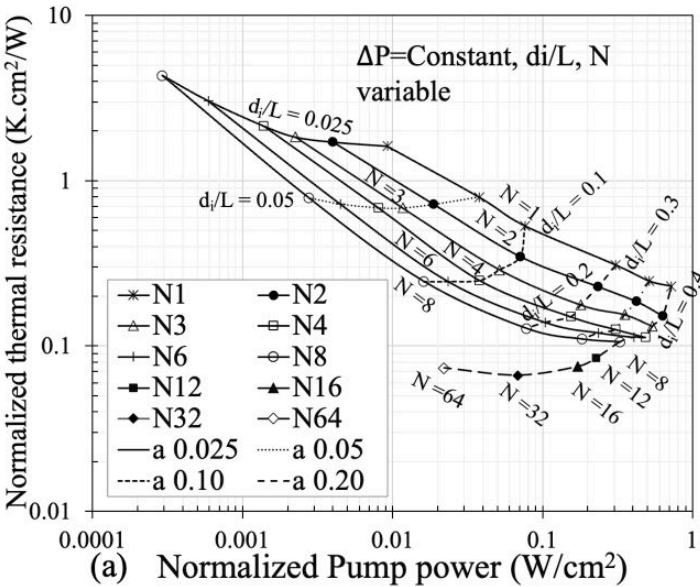 10
1
0.1
0.01
Normalized thermal resistance (K.cm²/W)
ΔP=Constant, di/L, N
variable
dᵢ/L = 0.025
dᵢ/L = 0.05
dᵢ/L = 0.1
dᵢ/L = 0.2
dᵢ/L = 0.3
dᵢ/L = 0.4
N =1
N =2
N =3
N =4
N =6
N =8
N =8
N =12
N =16
N =32
N =64
N1 N2
N3 N4
N6 N8
N12 N16
N32 N64
a 0.025 a 0.05
a 0.10 a 0.20
0.0001 0.001 0.01 0.1 1
(a) Normalized Pump power (W/cm²)